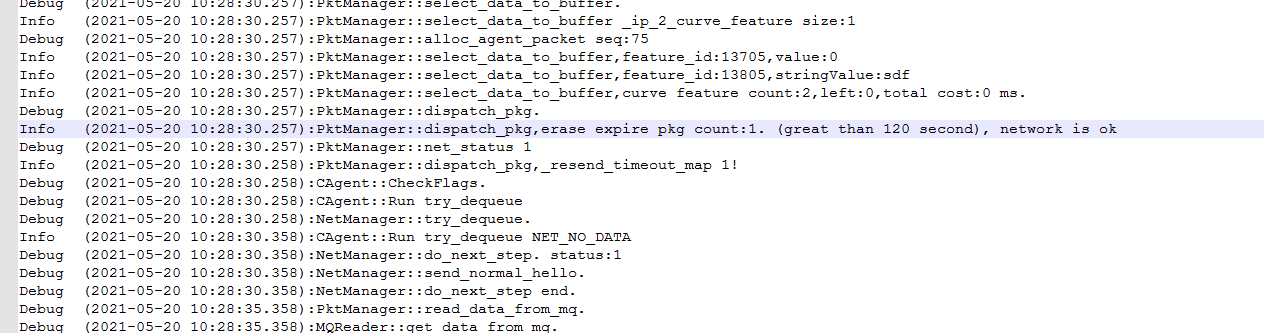 Debug (2021-05-20 10:28:30.257):PktManager::select_data_to_buffer.
Info (2021-05-20 10:28:30.257):PktManager::select_data_to_buffer _ip_2_curve_feature size:1
Debug (2021-05-20 10:28:30.257):PktManager::alloc_agent_packet seq:75
Info (2021-05-20 10:28:30.257):PktManager::select_data_to_buffer,feature_id:13705,value:0
Info (2021-05-20 10:28:30.257):PktManager::select_data_to_buffer,feature_id:13805,stringValue:sdf
Info (2021-05-20 10:28:30.257):PktManager::select_data_to_buffer,curve feature count:2,left:0,total cost:0 ms.
Debug (2021-05-20 10:28:30.257):PktManager::dispatch_pkg.
Info (2021-05-20 10:28:30.257):PktManager::dispatch_pkg,erase expire pkg count:1. (great than 120 second), network is ok
Debug (2021-05-20 10:28:30.257):PktManager::net_status 1
Info (2021-05-20 10:28:30.258):PktManager::dispatch_pkg,_resend_timeout_map 1!
Debug (2021-05-20 10:28:30.258):CAgent::CheckFlags.
Debug (2021-05-20 10:28:30.258):CAgent::Run try_dequeue
Debug (2021-05-20 10:28:30.258):NetManager::try_dequeue.
Info (2021-05-20 10:28:30.358):CAgent::Run try_dequeue NET_NO_DATA
Debug (2021-05-20 10:28:30.358):NetManager::do_next_step. status:1
Debug (2021-05-20 10:28:30.358):NetManager::send_normal_hello.
Debug (2021-05-20 10:28:30.358):NetManager::do_next_step end.
Debug (2021-05-20 10:28:35.358):PktManager::read_data_from_mq.
Debug (2021-05-20 10:28:35.358):MQReader::get data from mq.